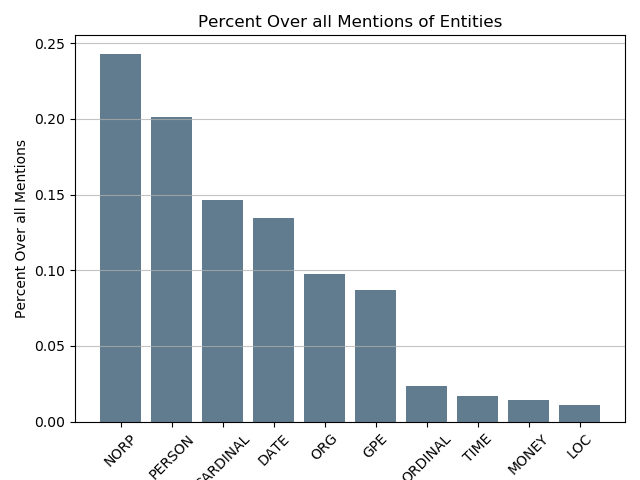 Percent Over all Mentions of Entities
Percent Over all Mentions
0.25
0.20
0.15
0.10
0.05
0.00
NORP
PERSON
CARDINAL
DATE
ORG
GPE
ORDINAL
TIME
MONEY
LOC